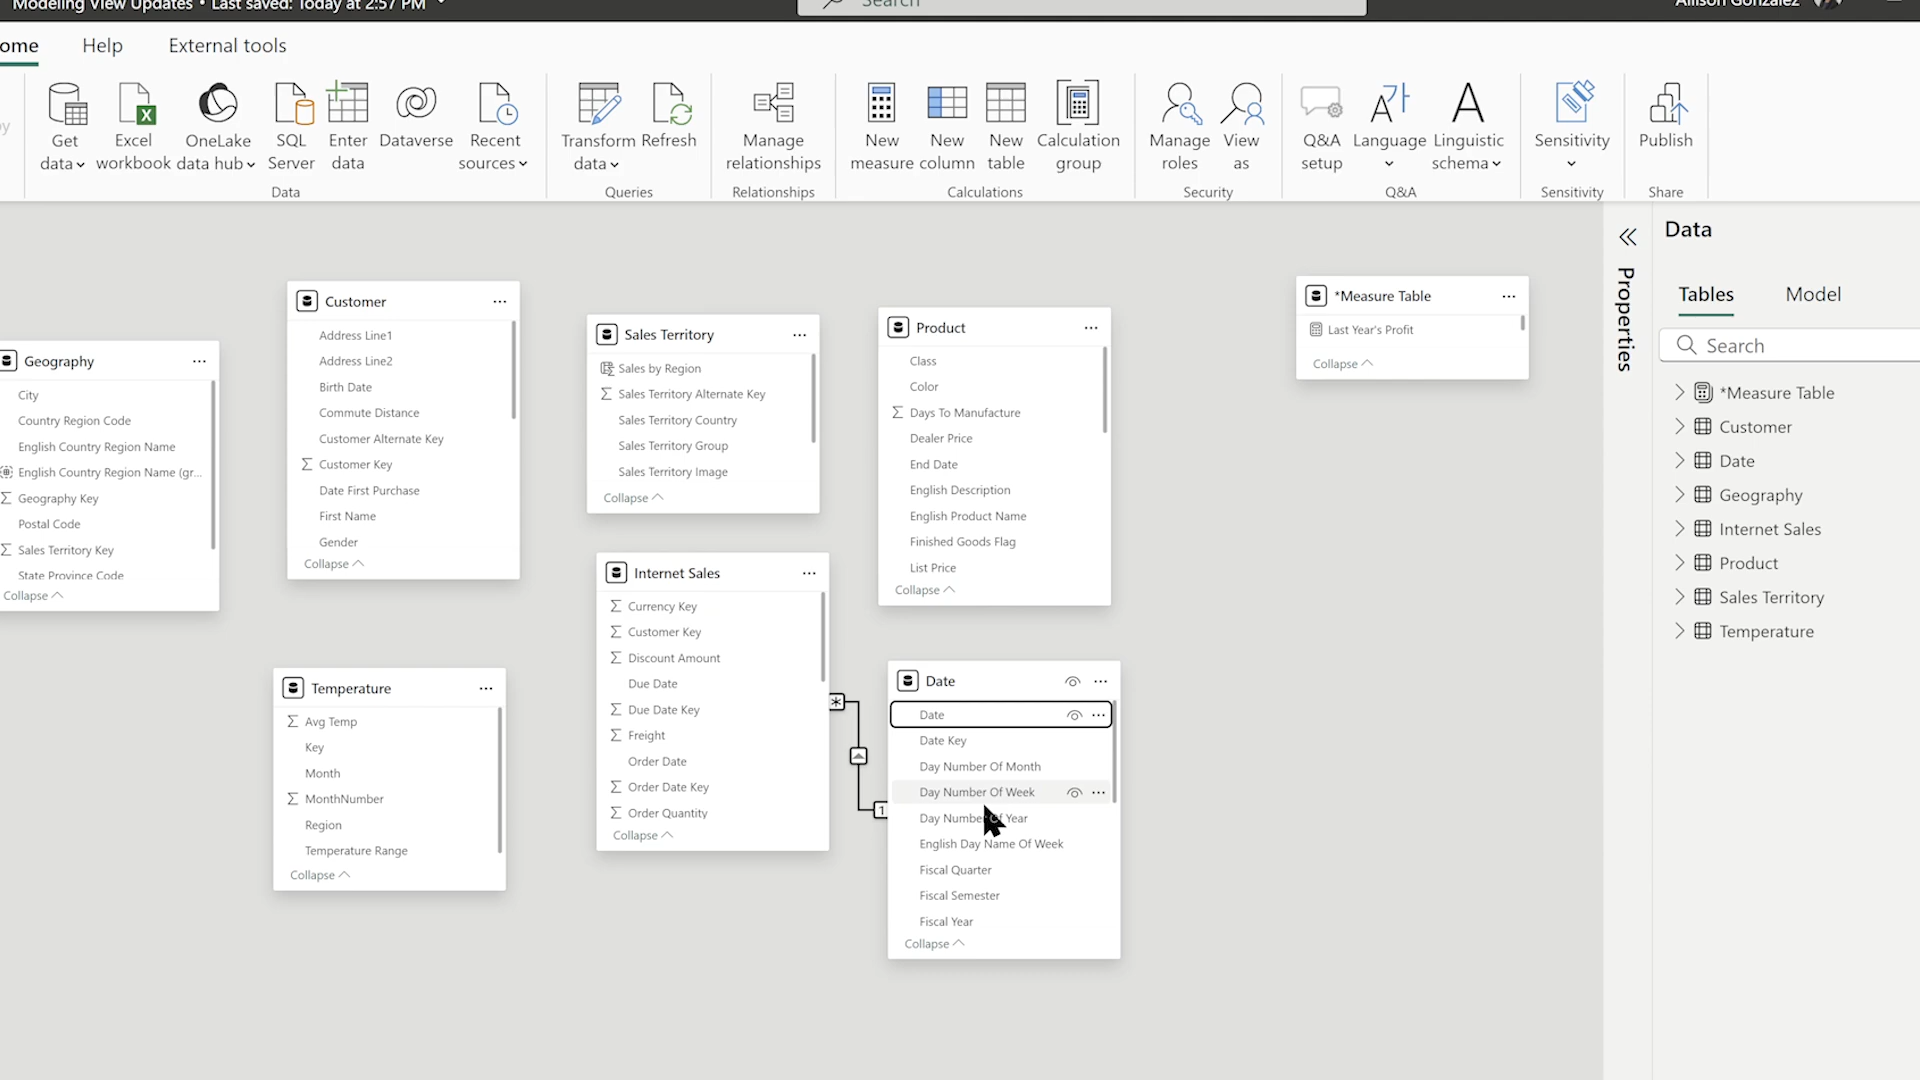 Modeling View Updates • Last saved: Today at 2:57 PM
Search
Allison Gonzalez
ome
Help
External tools
Get data
Excel workbook
OneLake data hub
SQL Server
Enter data
Dataverse
Recent sources
Transform data
Refresh
Manage relationships
New measure
New column
New table
Calculation group
Manage roles
View as
Q&A setup
Language
Linguistic schema
Sensitivity
Publish
Data
Queries
Relationships
Calculations
Security
Q&A
Sensitivity
Share
Geography
City
Country Region Code
English Country Region Name
English Country Region Name (gr...
Geography Key
Postal Code
Sales Territory Key
State Province Code
Collapse
Customer
Address Line1
Address Line2
Birth Date
Commute Distance
Customer Alternate Key
Customer Key
Date First Purchase
First Name
Gender
Collapse
Temperature
Avg Temp
Key
Month
MonthNumber
Region
Temperature Range
Collapse
Sales Territory
Sales by Region
Sales Territory Alternate Key
Sales Territory Country
Sales Territory Group
Sales Territory Image
Collapse
Internet Sales
Currency Key
Customer Key
Discount Amount
Due Date
Due Date Key
Freight
Order Date
Order Date Key
Order Quantity
Collapse
*
1
Product
Class
Color
Days To Manufacture
Dealer Price
End Date
English Description
English Product Name
Finished Goods Flag
List Price
Collapse
Date
Date
Date Key
Day Number Of Month
Day Number Of Week
Day Number Of Year
English Day Name Of Week
Fiscal Quarter
Fiscal Semester
Fiscal Year
Collapse
*Measure Table
Last Year's Profit
Collapse
Properties
Data
Tables
Model
Search
*Measure Table
Customer
Date
Geography
Internet Sales
Product
Sales Territory
Temperature